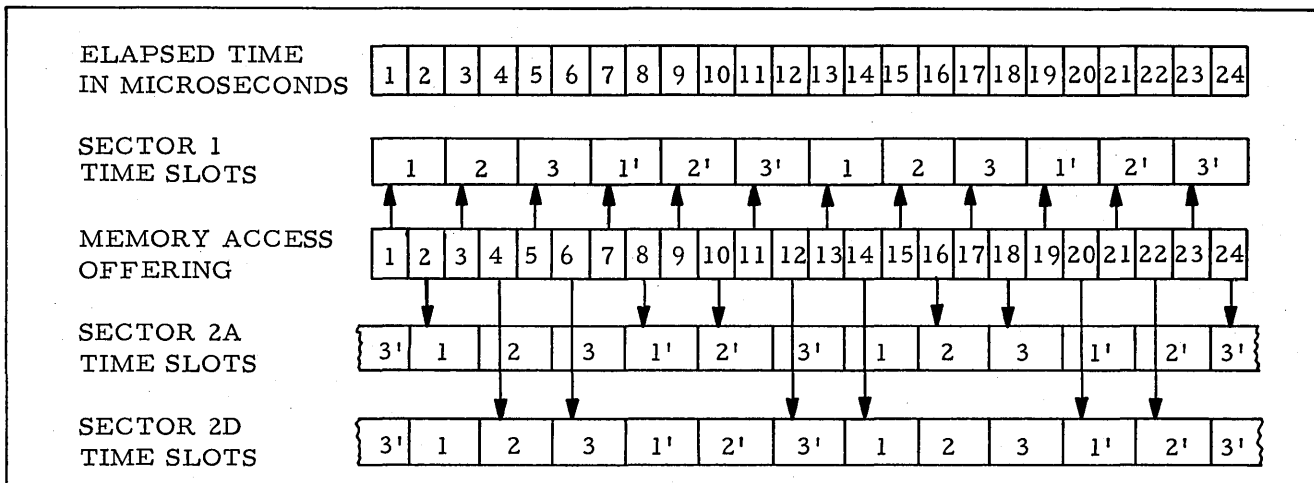 ELAPSED TIME
IN MICROSECONDS
1 2 3 4 5 6 7 8 9 10 11 12 13 14 15 16 17 18 19 20 21 22 23 24
SECTOR 1
TIME SLOTS
1 2 3 1' 2' 3' 1 2 3 1' 2' 3'
MEMORY ACCESS
OFFERING
1 2 3 4 5 6 7 8 9 10 11 12 13 14 15 16 17 18 19 20 21 22 23 24
SECTOR 2A
TIME SLOTS
3' 1 2 3 1' 2' 3' 1 2 3 1' 2' 3'
SECTOR 2D
TIME SLOTS
3' 1 2 3 1' 2' 3' 1 2 3 1' 2' 3'